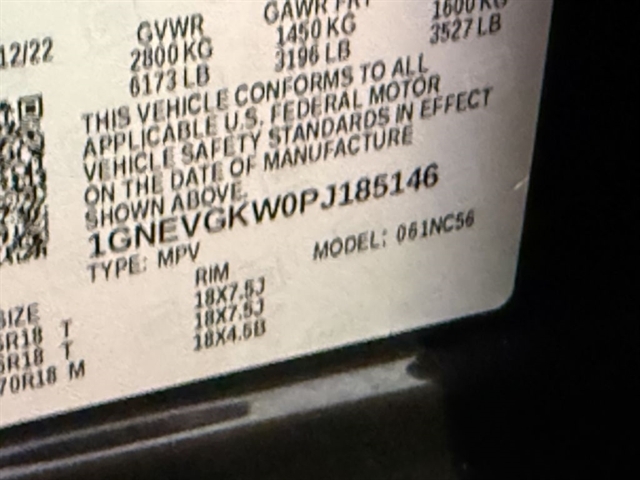 12/22 GVWR GAWR FRT
2800 KG 1450 KG 1600 KG
6173 LB 3196 LB 3527 LB
THIS VEHICLE CONFORMS TO ALL
APPLICABLE U.S. FEDERAL MOTOR
VEHICLE SAFETY STANDARDS IN EFFECT
ON THE DATE OF MANUFACTURE
SHOWN ABOVE.
1GNEVGKW0PJ185146
TYPE: MPV MODEL: 061NC56
SIZE RIM
R18 T 18X7.5J
R18 T 18X7.5J
70R18 M 18X4.5B